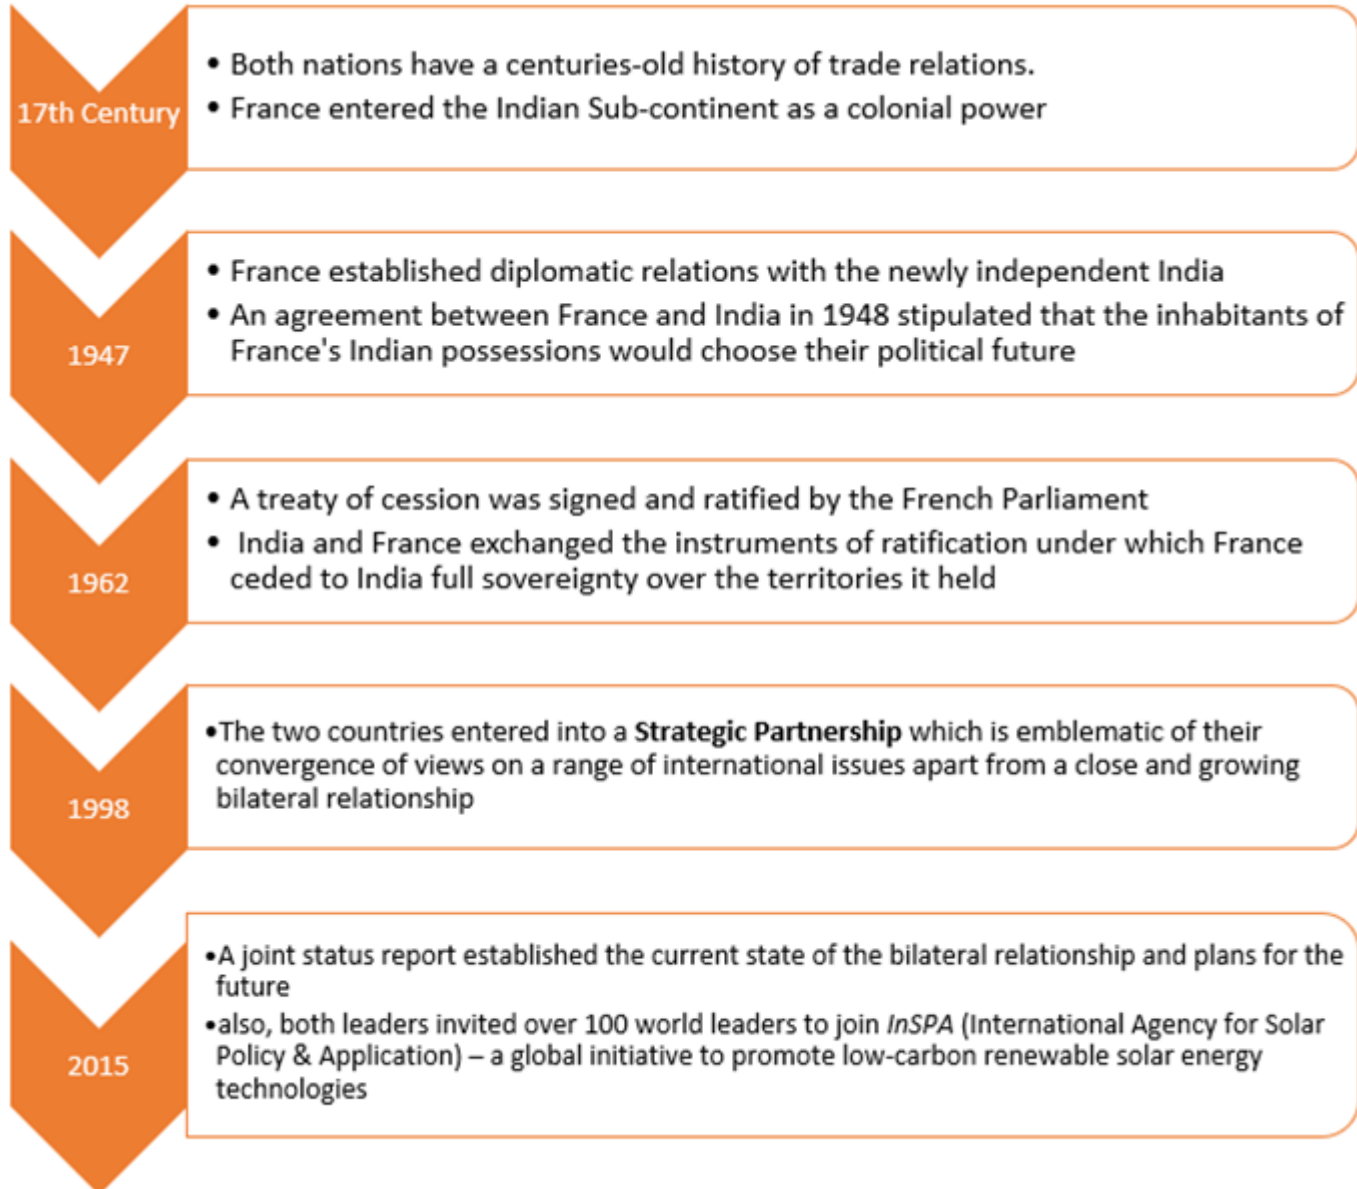 17th Century
• Both nations have a centuries-old history of trade relations.
• France entered the Indian Sub-continent as a colonial power
1947
• France established diplomatic relations with the newly independent India
• An agreement between France and India in 1948 stipulated that the inhabitants of
France's Indian possessions would choose their political future
1962
• A treaty of cession was signed and ratified by the French Parliament
• India and France exchanged the instruments of ratification under which France
ceded to India full sovereignty over the territories it held
1998
•The two countries entered into a Strategic Partnership which is emblematic of their
convergence of views on a range of international issues apart from a close and growing
bilateral relationship
2015
•A joint status report established the current state of the bilateral relationship and plans for the
future
•also, both leaders invited over 100 world leaders to join InSPA (International Agency for Solar
Policy & Application) – a global initiative to promote low-carbon renewable solar energy
technologies